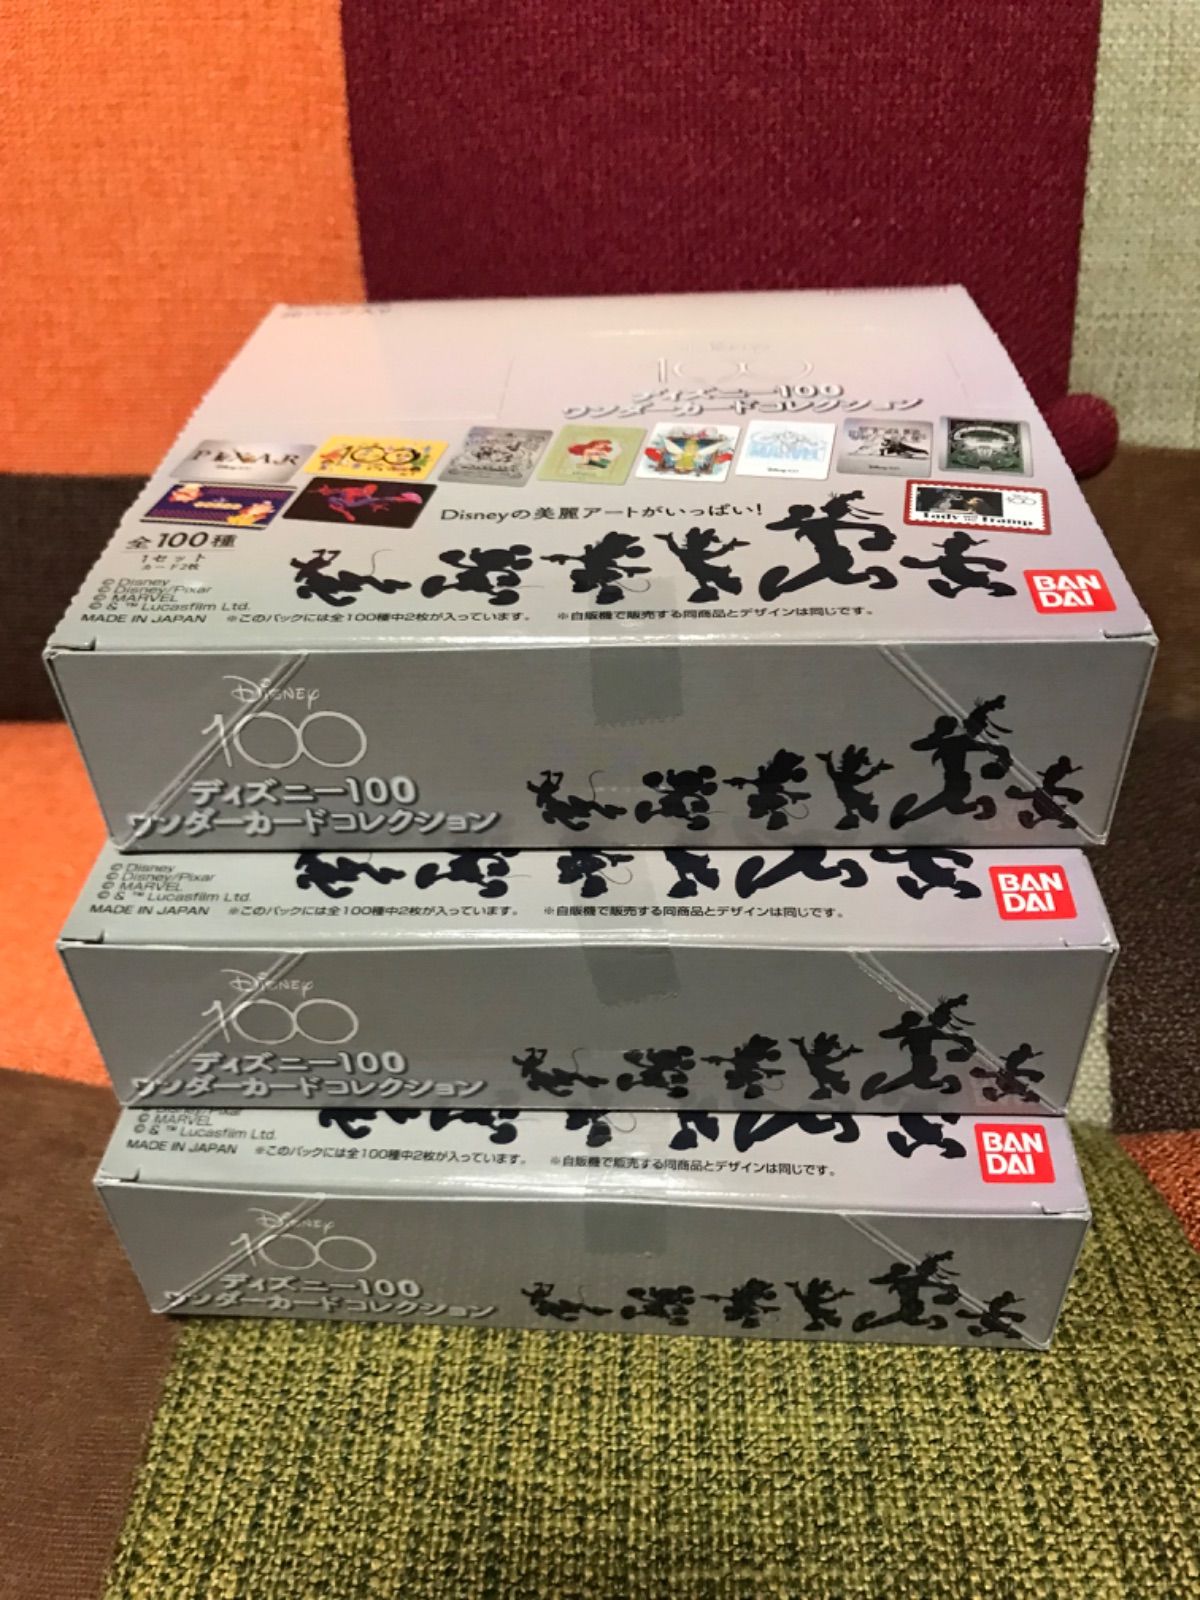 100
ディズニー100
ワンダーカードコレクション
PIXAR
100
MARVEL
Lady and the Tramp
100
Disneyの美麗アートがいっぱい!
全100種
1セット
カード2枚
© Disney
© Disney/Pixar
© MARVEL
© & ™ Lucasfilm Ltd.
MADE IN JAPAN ※このパックには全100種中2枚が入っています。 ※自販機で販売する同商品とデザインは同じです。
BAN
DAI
Disney
100
ディズニー100
ワンダーカードコレクション
© Disney
© Disney/Pixar
© MARVEL
© & ™ Lucasfilm Ltd.
MADE IN JAPAN ※このパックには全100種中2枚が入っています。 ※自販機で販売する同商品とデザインは同じです。
BAN
DAI
Disney
100
ディズニー100
ワンダーカードコレクション
© Disney/Pixar
© MARVEL
© & ™ Lucasfilm Ltd.
MADE IN JAPAN ※このパックには全100種中2枚が入っています。 ※自販機で販売する同商品とデザインは同じです。
BAN
DAI
Disney
100
ディズニー100
ワンダーカードコレクション